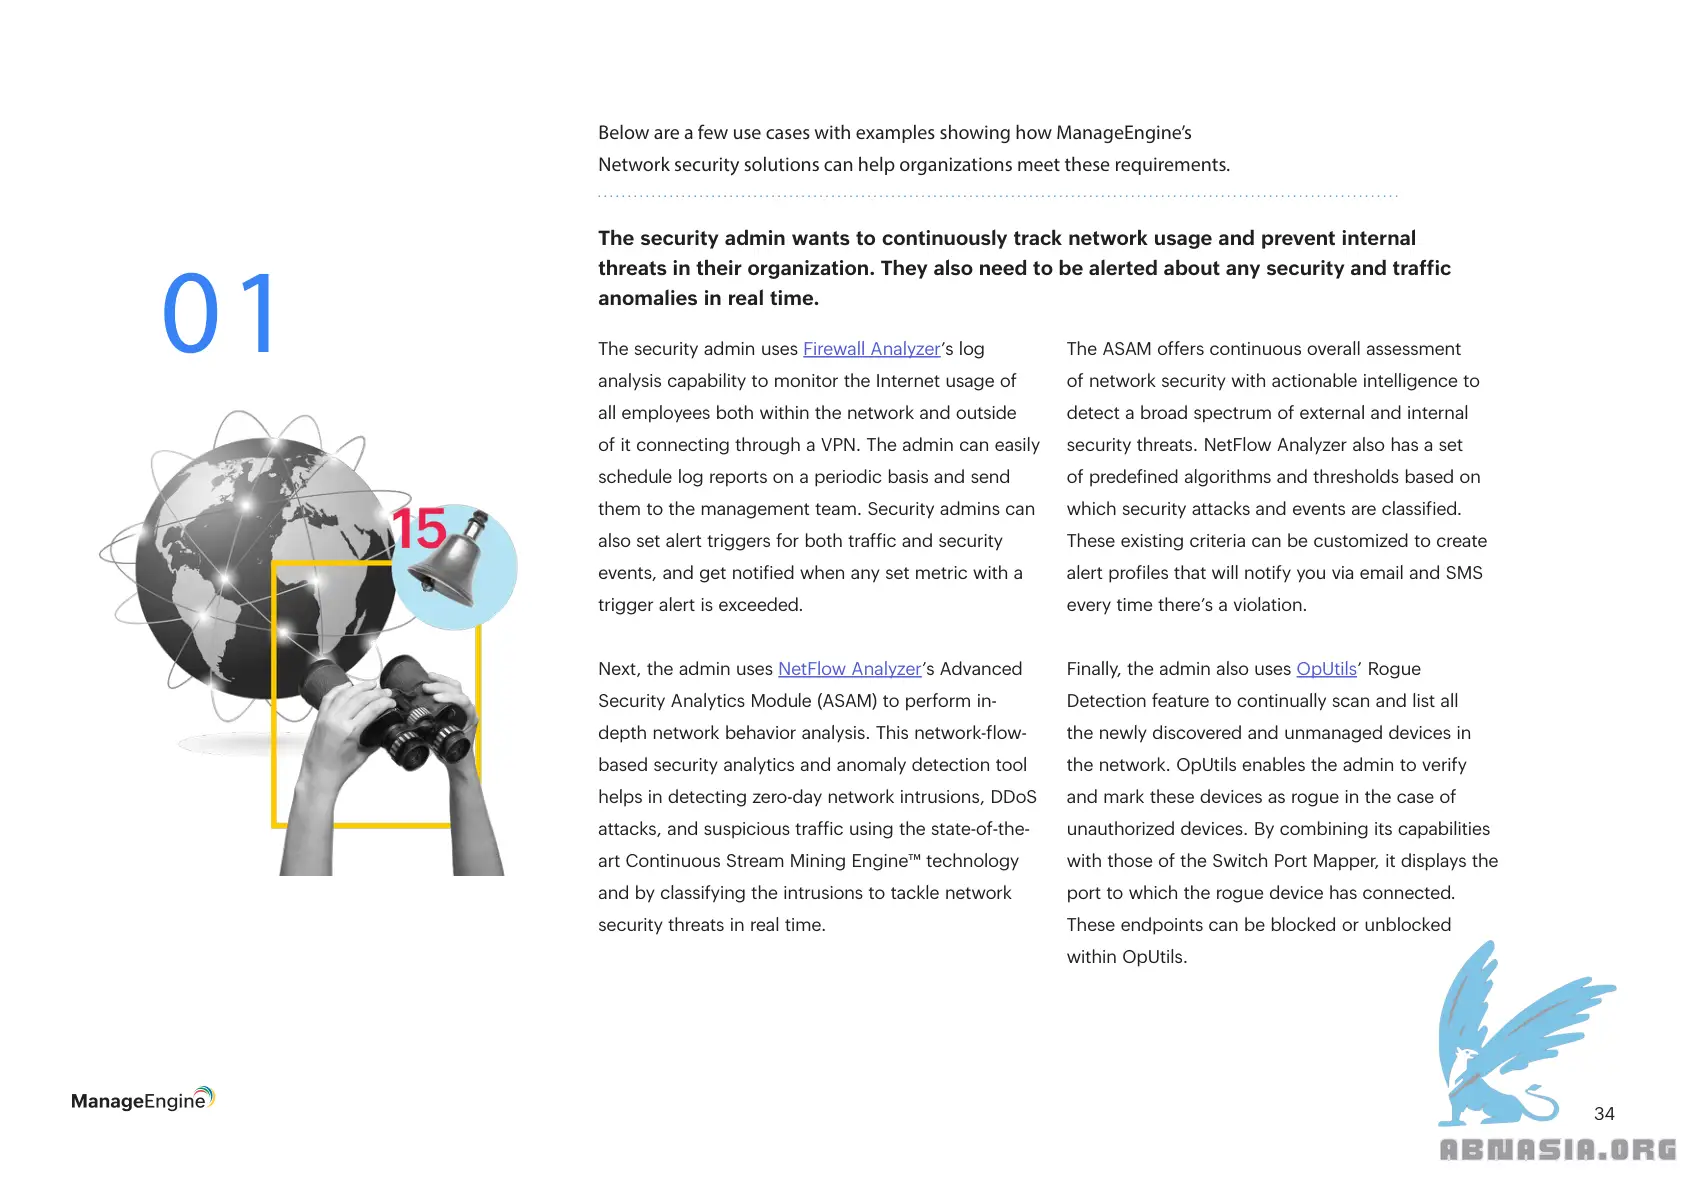 Below are a few use cases with examples showing how ManageEngine’s
Network security solutions can help organizations meet these requirements.
The security admin wants to continuously track network usage and prevent internal
threats in their organization. They also need to be alerted about any security and traffic
anomalies in real time.
01
15
The security admin uses Firewall Analyzer’s log
analysis capability to monitor the Internet usage of
all employees both within the network and outside
of it connecting through a VPN. The admin can easily
schedule log reports on a periodic basis and send
them to the management team. Security admins can
also set alert triggers for both traffic and security
events, and get notified when any set metric with a
trigger alert is exceeded.
Next, the admin uses NetFlow Analyzer’s Advanced
Security Analytics Module (ASAM) to perform in-
depth network behavior analysis. This network-flow-
based security analytics and anomaly detection tool
helps in detecting zero-day network intrusions, DDoS
attacks, and suspicious traffic using the state-of-the-
art Continuous Stream Mining Engine™ technology
and by classifying the intrusions to tackle network
security threats in real time.
The ASAM offers continuous overall assessment
of network security with actionable intelligence to
detect a broad spectrum of external and internal
security threats. NetFlow Analyzer also has a set
of predefined algorithms and thresholds based on
which security attacks and events are classified.
These existing criteria can be customized to create
alert profiles that will notify you via email and SMS
every time there’s a violation.
Finally, the admin also uses OpUtils’ Rogue
Detection feature to continually scan and list all
the newly discovered and unmanaged devices in
the network. OpUtils enables the admin to verify
and mark these devices as rogue in the case of
unauthorized devices. By combining its capabilities
with those of the Switch Port Mapper, it displays the
port to which the rogue device has connected.
These endpoints can be blocked or unblocked
within OpUtils.
ManageEngine
34
ABNASIA.ORG